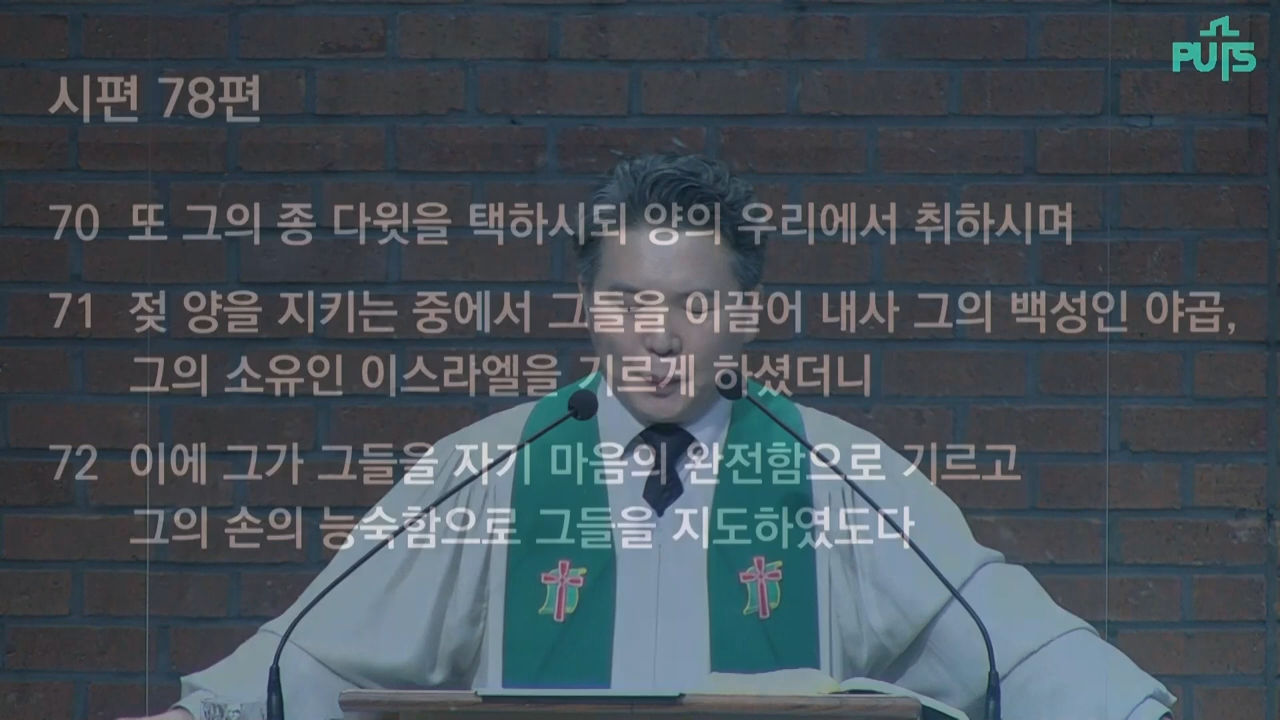 PUTS
시편 78편
70 또 그의 종 다윗을 택하시되 양의 우리에서 취하시며
71 젖 양을 지키는 중에서 그들을 이끌어 내사 그의 백성인 야곱,
그의 소유인 이스라엘을 기르게 하셨더니
72 이에 그가 그들을 자기 마음의 완전함으로 기르고
그의 손의 능숙함으로 그들을 지도하였도다